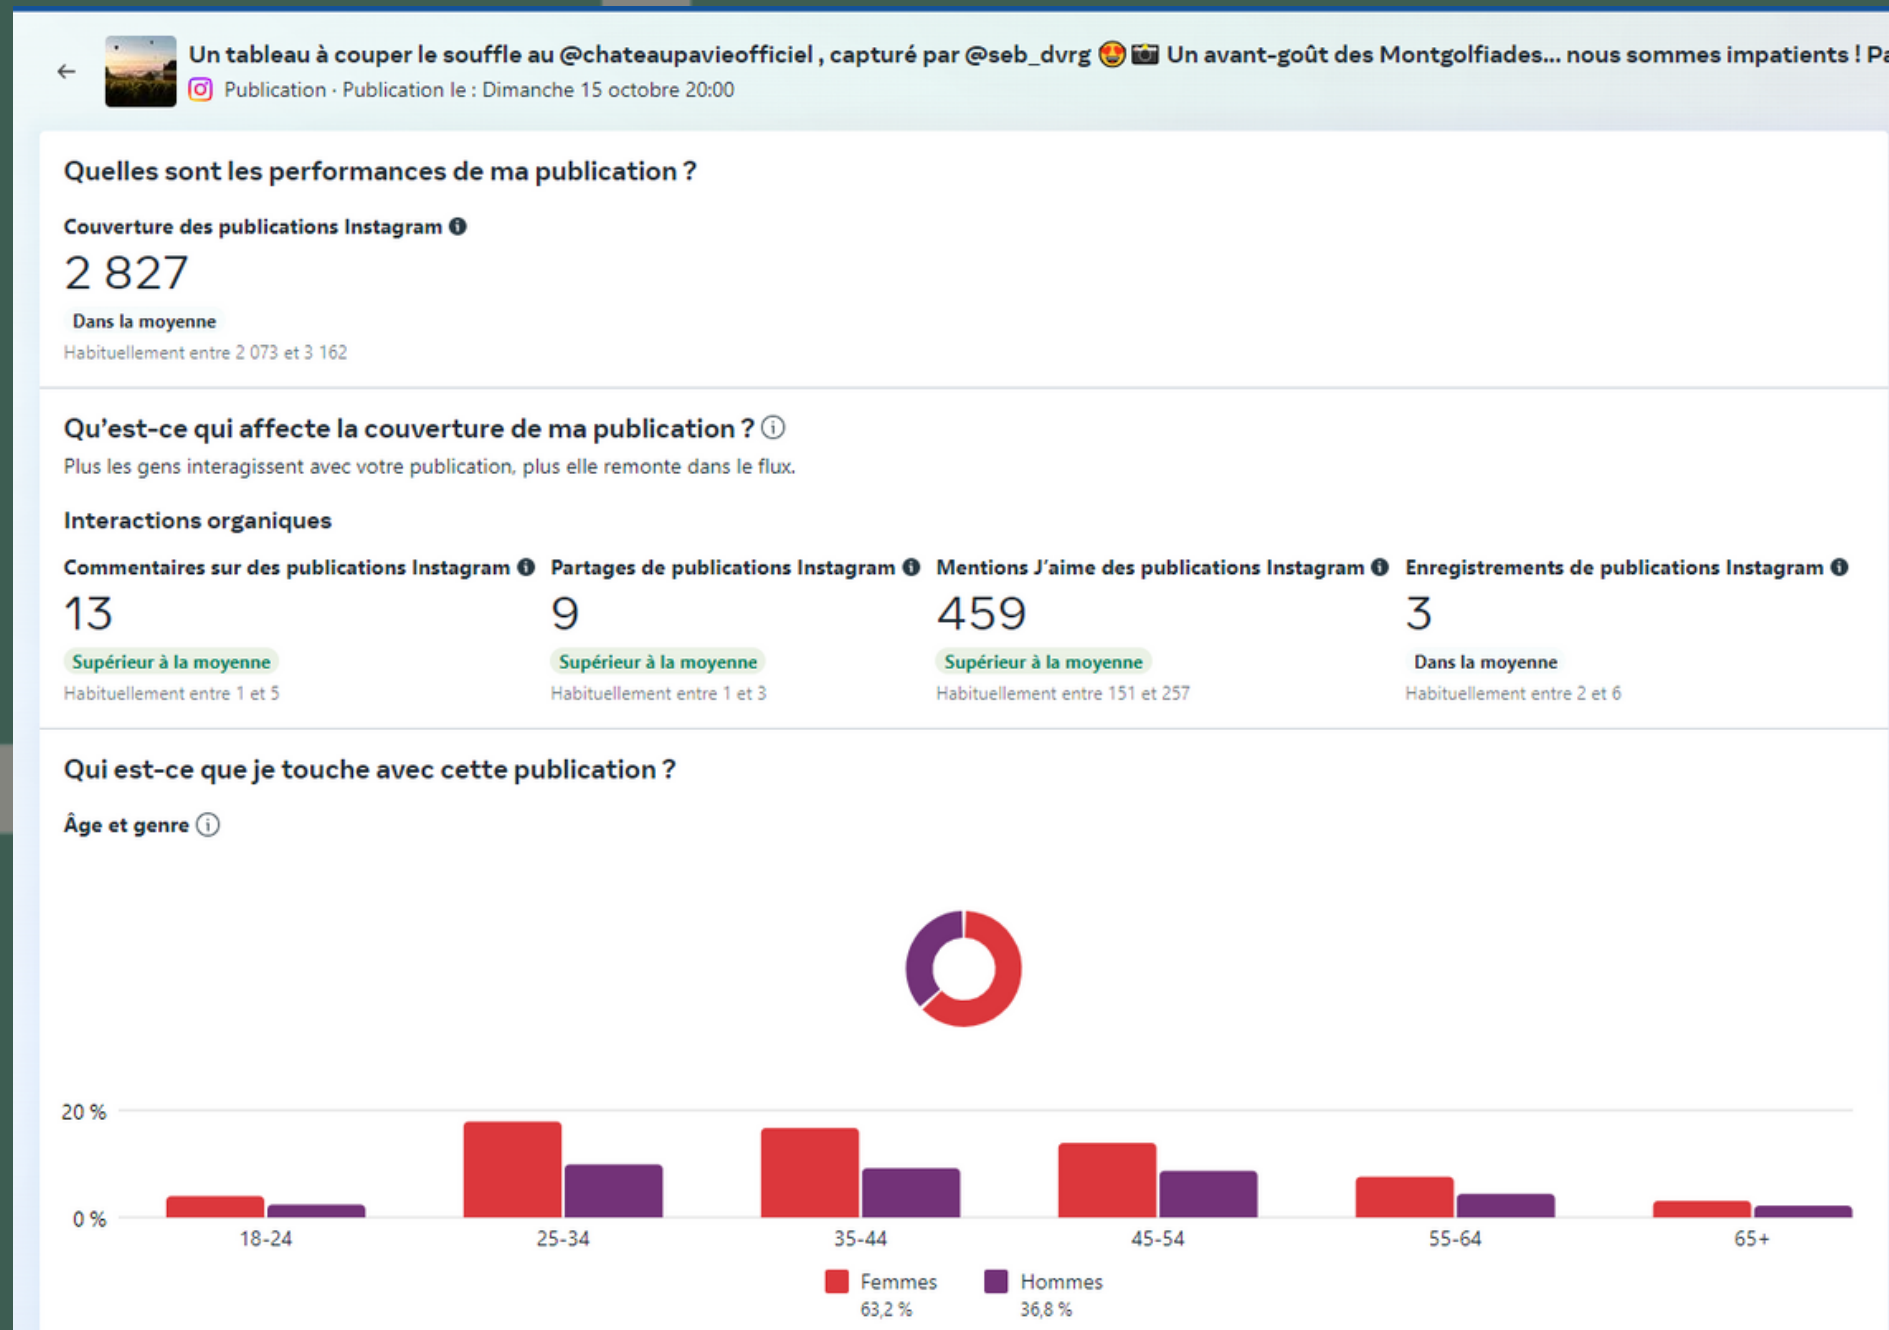 Un tableau à couper le souffle au @chateaupavieofficiel , capturé par @seb_dvrg 😍 📸 Un avant-goût des Montgolfiades... nous sommes impatients !
Publication · Publication le : Dimanche 15 octobre 20:00
Quelles sont les performances de ma publication ?
Couverture des publications Instagram
2 827
Dans la moyenne
Habituellement entre 2 073 et 3 162
Qu’est-ce qui affecte la couverture de ma publication ?
Plus les gens interagissent avec votre publication, plus elle remonte dans le flux.
Interactions organiques
Commentaires sur des publications Instagram Partages de publications Instagram Mentions J’aime des publications Instagram Enregistrements de publications Instagram
13 9 459 3
Supérieur à la moyenne Supérieur à la moyenne Supérieur à la moyenne Dans la moyenne
Habituellement entre 1 et 5 Habituellement entre 1 et 3 Habituellement entre 151 et 257 Habituellement entre 2 et 6
Qui est-ce que je touche avec cette publication ?
Âge et genre
20 %
0 %
18-24 25-34 35-44 45-54 55-64 65+
Femmes Hommes
63,2 % 36,8 %